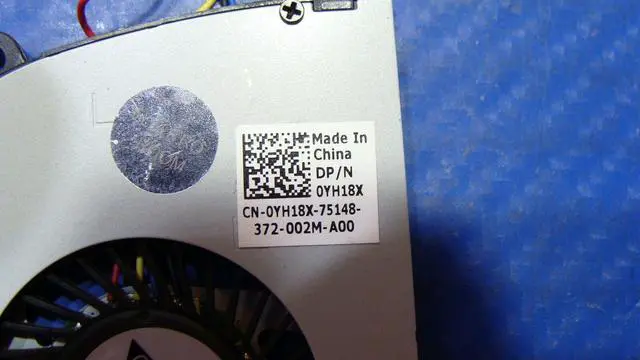 Made In
China
DP/N
0YH18X
CN-0YH18X-75148-
372-002M-A00